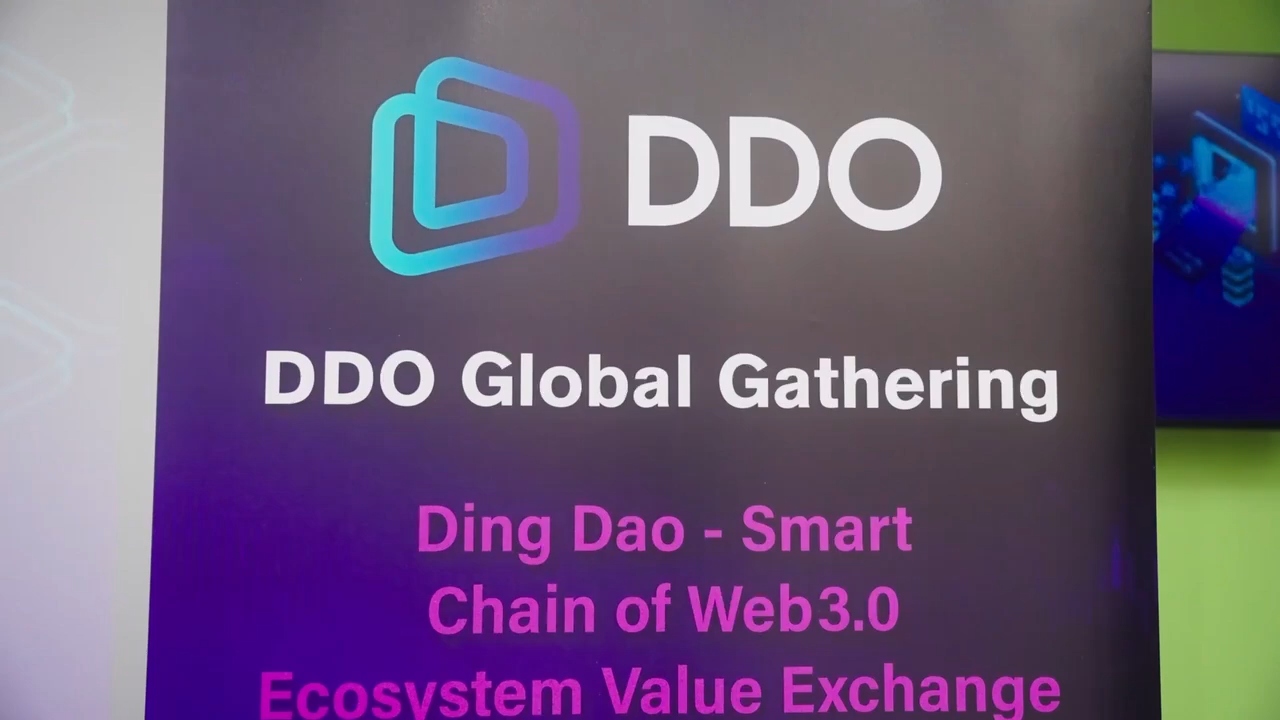 DDO
DDO Global Gathering
Ding Dao - Smart
Chain of Web3.0
Ecosystem Value Exchange